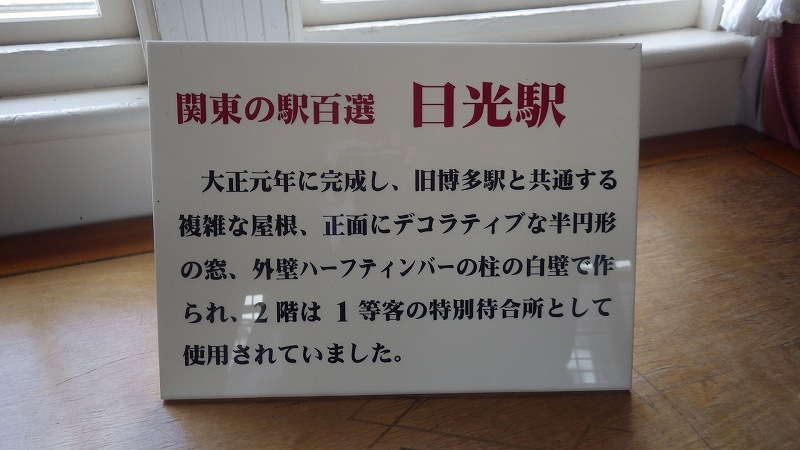 関東の駅百選　日光駅
大正元年に完成し、旧博多駅と共通する
複雑な屋根、正面にデコラティブな半円形
の窓、外壁ハーフティンバーの柱の白壁で作
られ、2階は1等客の特別待合所として
使用されていました。